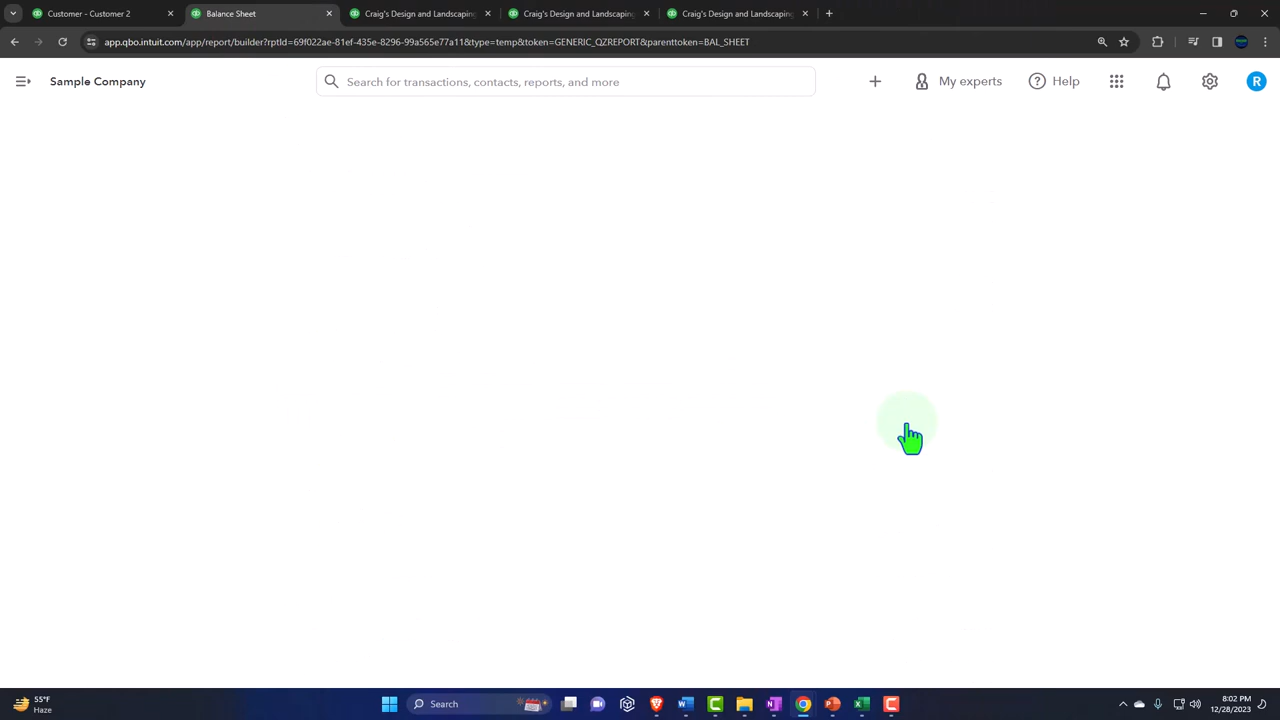 Customer - Customer 2
Balance Sheet
Craig's Design and Landscaping
Craig's Design and Landscaping
Craig's Design and Landscaping
app.qbo.intuit.com/app/report/builder?rptId=69f022ae-81ef-435e-8296-99a565e77a11&type=temp&token=GENERIC_QZREPORT&parenttoken=BAL_SHEET
Sample Company
Search for transactions, contacts, reports, and more
My experts
Help
R
55°F
Haze
Search
8:02 PM
12/28/2023